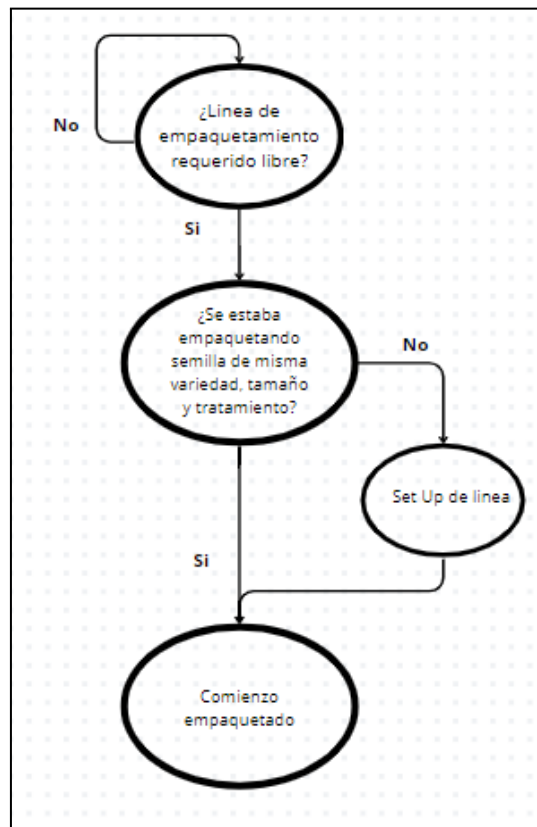 ¿Linea de
empaquetamiento
requerido libre?
No
Si
¿Se estaba
empaquetando
semilla de misma
variedad, tamaño
y tratamiento?
No
Set Up de linea
Si
Comienzo
empaquetado